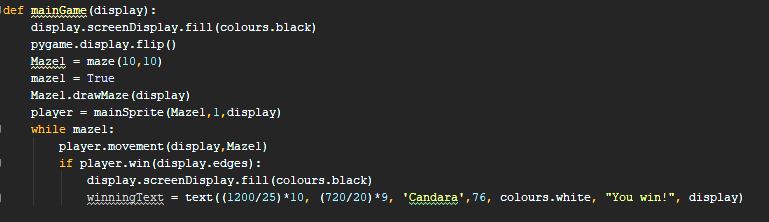 def mainGame(display):
display.screenDisplay.fill(colours.black)
pygame.display.flip()
Mazel = maze(10,10)
mazel = True
Mazel.drawMaze(display)
player = mainSprite(Mazel,1,display)
while mazel:
player.movement(display,Mazel)
if player.win(display.edges):
display.screenDisplay.fill(colours.black)
winningText = text((1200/25)*10, (720/20)*9, 'Candara',76, colours.white, "You win!", display)